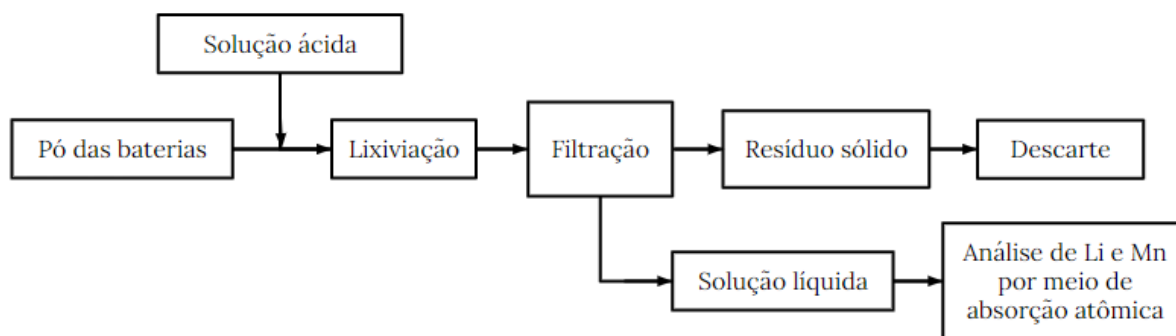 Solução ácida
Pó das baterias
Lixiviação
Filtração
Resíduo sólido
Descarte
Solução líquida
Análise de Li e Mn
por meio de
absorção atômica